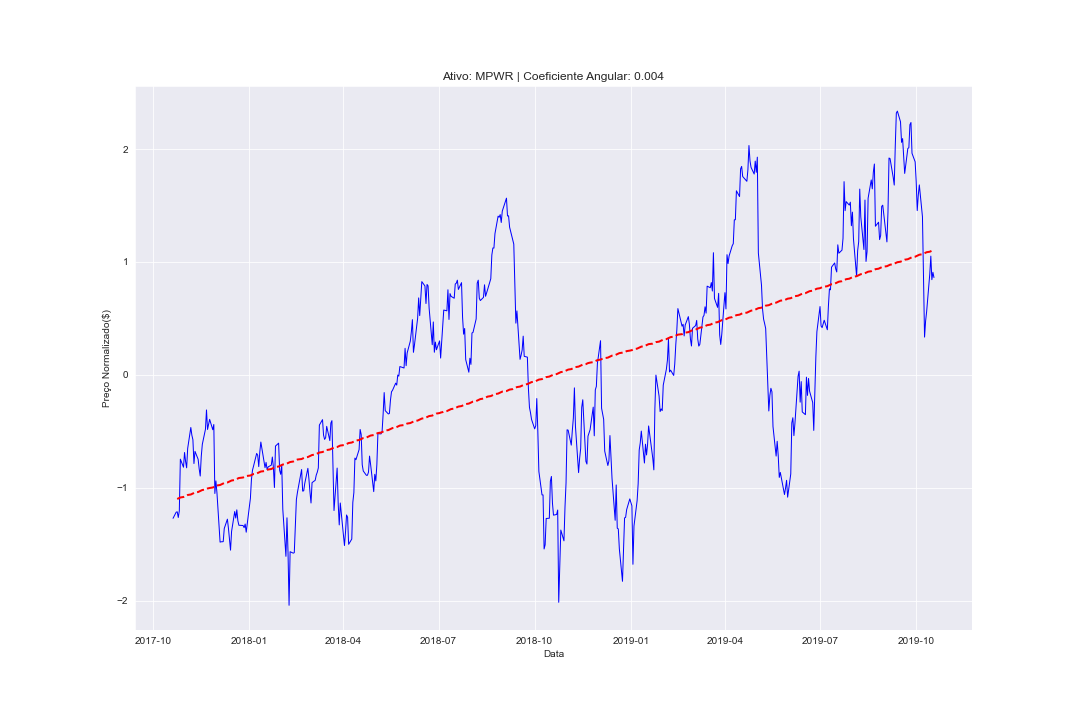 Ativo: MPWR | Coeficiente Angular: 0.004
Preço Normalizado($)
2
1
0
−1
−2
2017-10 2018-01 2018-04 2018-07 2018-10 2019-01 2019-04 2019-07 2019-10
Data